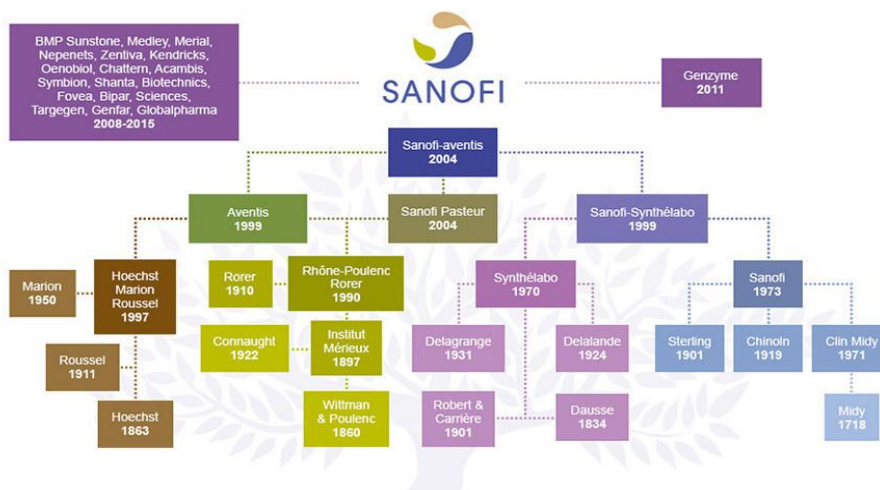 BMP Sunstone, Medley, Merial,
Nepenets, Zentiva, Kendricks,
Oenobiol, Chattern, Acambis,
Symbion, Shanta, Biotechnics,
Fovea, Bipar, Sciences,
Targegen, Genfar, Globalpharma
2008-2015
SANOFI
Genzyme
2011
Sanofi-aventis
2004
Aventis
1999
Sanofi Pasteur
2004
Sanofi-Synthélabo
1999
Marion
1950
Hoechst
Marion
Roussel
1997
Rorer
1910
Rhône-Poulenc
Rorer
1990
Synthélabo
1970
Sanofi
1973
Roussel
1911
Connaught
1922
Institut
Mérieux
1897
Delagrange
1931
Delalande
1924
Sterling
1901
Chinoln
1919
Clin Midy
1971
Hoechst
1863
Wittman
& Poulenc
1860
Robert &
Carrière
1901
Dausse
1834
Midy
1718